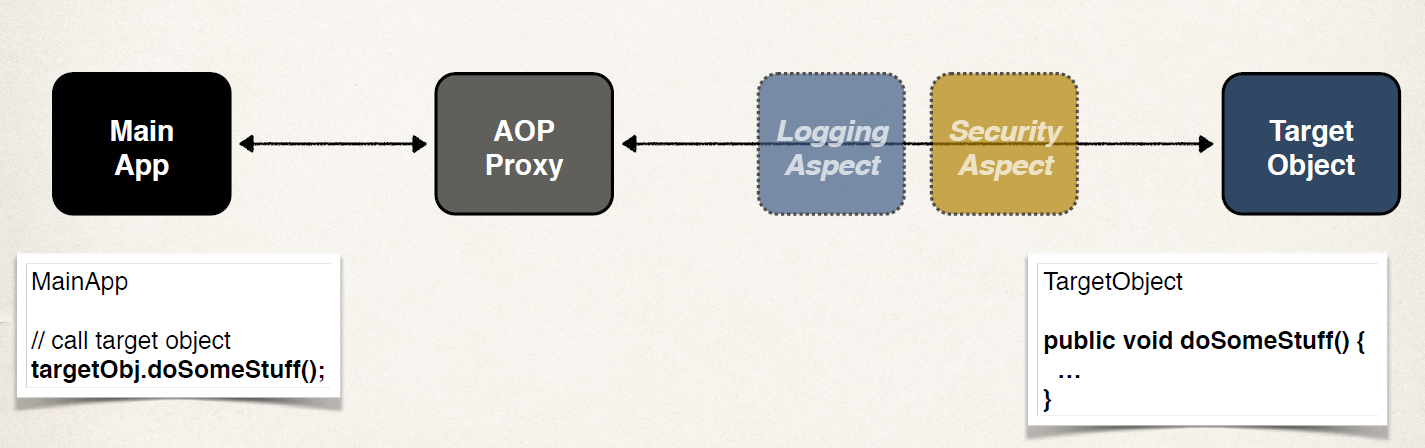 Main
App
AOP
Proxy
Logging
Aspect
Security
Aspect
Target
Object
MainApp
// call target object
targetObj.doSomeStuff();
TargetObject
public void doSomeStuff() {
…
}